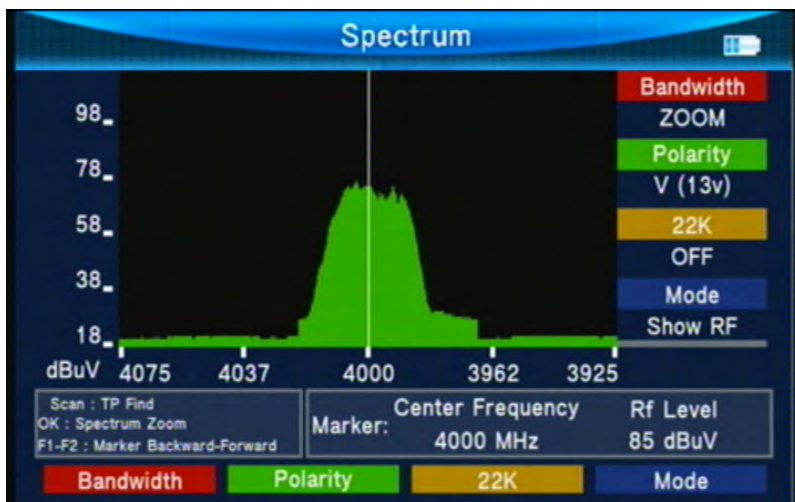 Spectrum
98
78
58
38
18
dBuV
4075 4037 4000 3962 3925
Bandwidth
ZOOM
Polarity
V (13v)
22K
OFF
Mode
Show RF
Scan : TP Find
OK : Spectrum Zoom
F1-F2 : Marker Backward-Forward
Marker:
Center Frequency
4000 MHz
Rf Level
85 dBuV
Bandwidth Polarity 22K Mode